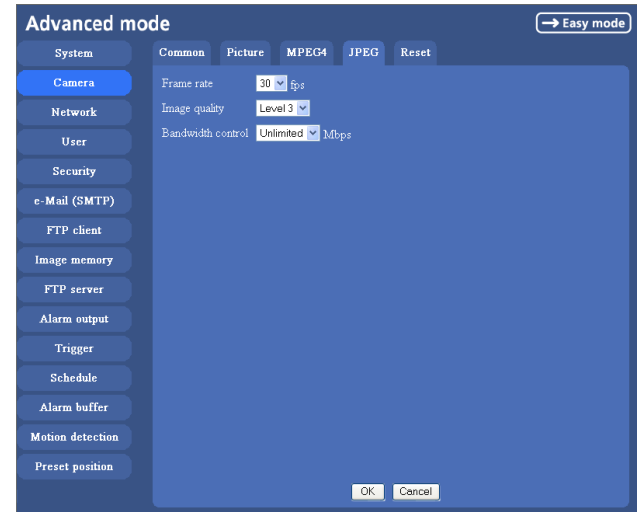 Advanced mode
→ Easy mode
System
Camera
Network
User
Security
e-Mail (SMTP)
FTP client
Image memory
FTP server
Alarm output
Trigger
Schedule
Alarm buffer
Motion detection
Preset position
Common Picture MPEG4 JPEG Reset
Frame rate 30 fps
Image quality Level 3
Bandwidth control Unlimited Mbps
OK Cancel